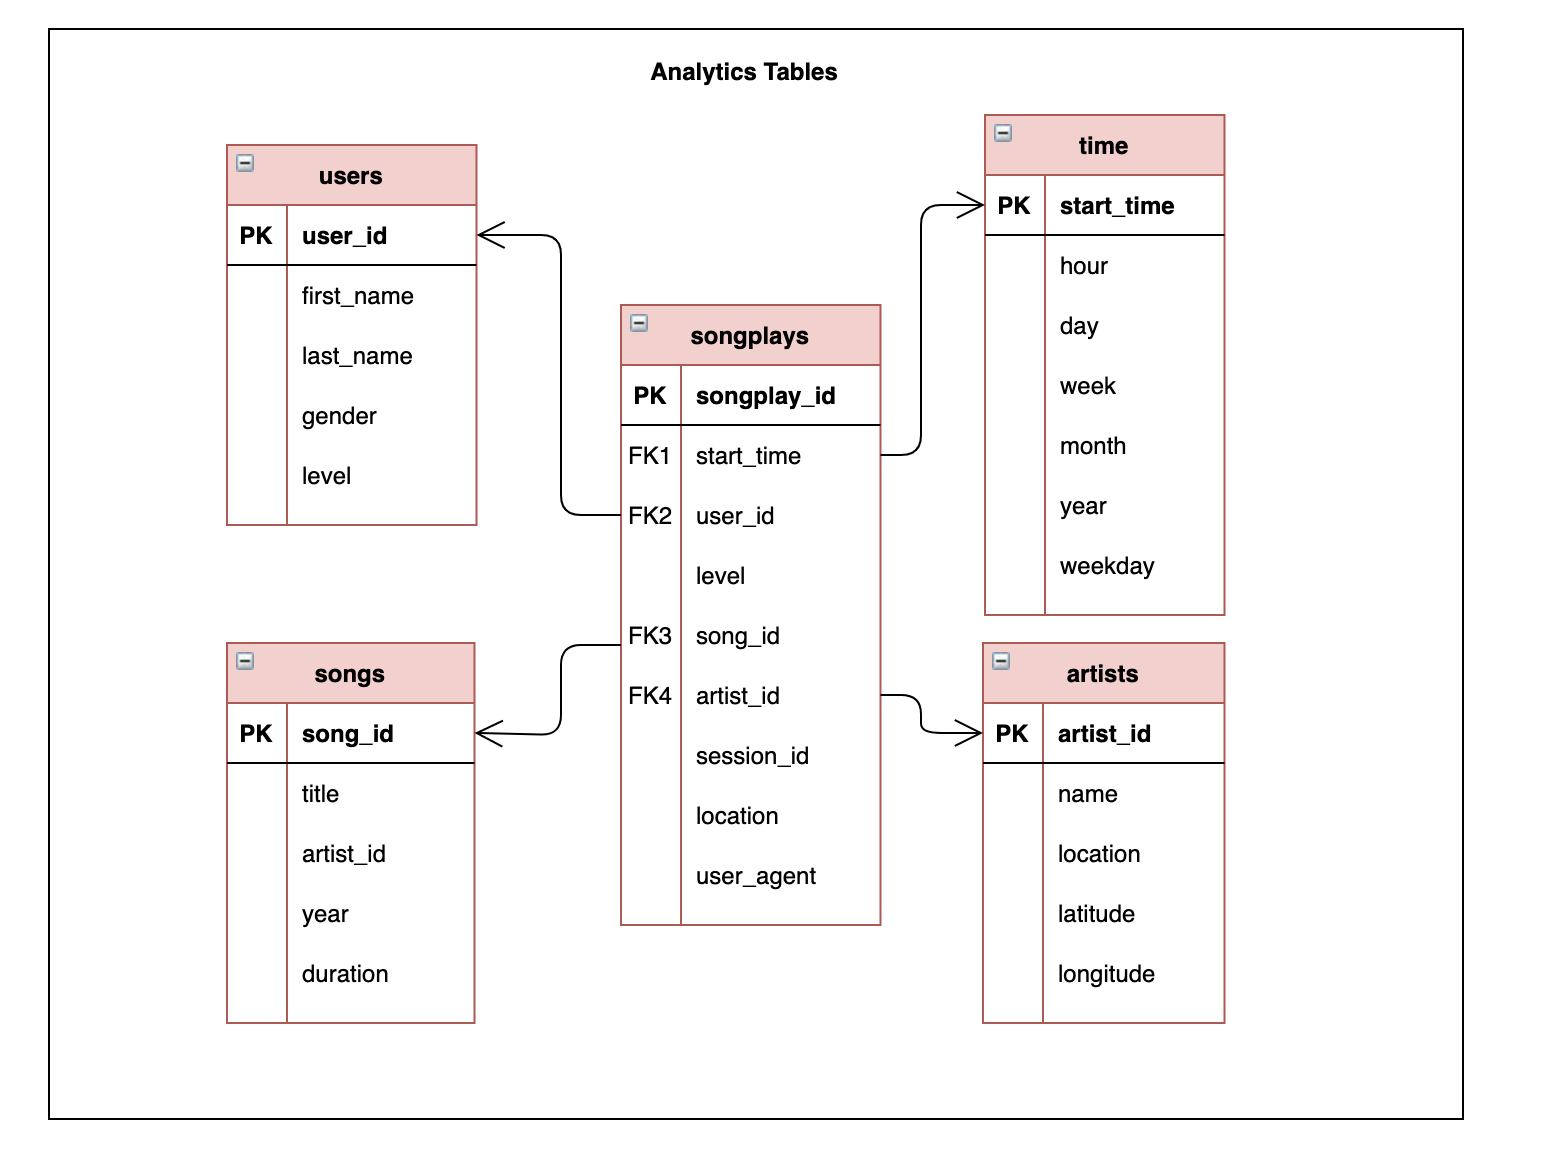 Analytics Tables
users
PK user_id
first_name
last_name
gender
level
songplays
PK songplay_id
FK1 start_time
FK2 user_id
level
FK3 song_id
FK4 artist_id
session_id
location
user_agent
time
PK start_time
hour
day
week
month
year
weekday
songs
PK song_id
title
artist_id
year
duration
artists
PK artist_id
name
location
latitude
longitude